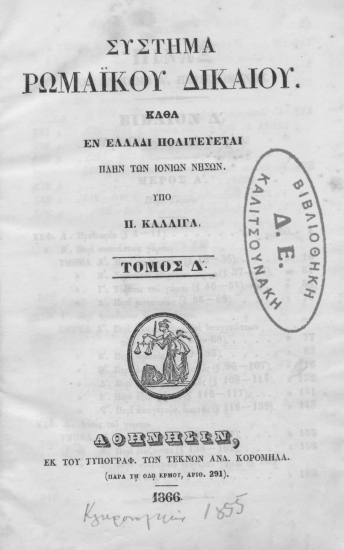 ΣΥΣΤΗΜΑ
ΡΩΜΑΪΚΟΥ ΔΙΚΑΙΟΥ.
ΚΑΘΑ
ΕΝ ΕΛΛΑΔΙ ΠΟΛΙΤΕΥΕΤΑΙ
ΠΛΗΝ ΤΩΝ ΙΟΝΙΩΝ ΝΗΣΩΝ.
ΥΠΟ
Π. ΚΑΛΛΙΓΑ.
ΤΟΜΟΣ Δ΄
ΒΙΒΛΙΟΘΗΚΗ
Δ. Ε.
ΚΑΛΙΤΣΟΥΝΑΚΗ
ΑΘΗΝΗΣΙΝ,
ΕΚ ΤΟΥ ΤΥΠΟΓΡΑΦ. ΤΩΝ ΤΕΚΝΩΝ ΑΝΔ. ΚΟΡΟΜΗΛΑ.
(ΠΑΡΑ ΤΗ ΟΔΩ ΕΡΜΟΥ, ΑΡΙΘ. 291).
1866
1855